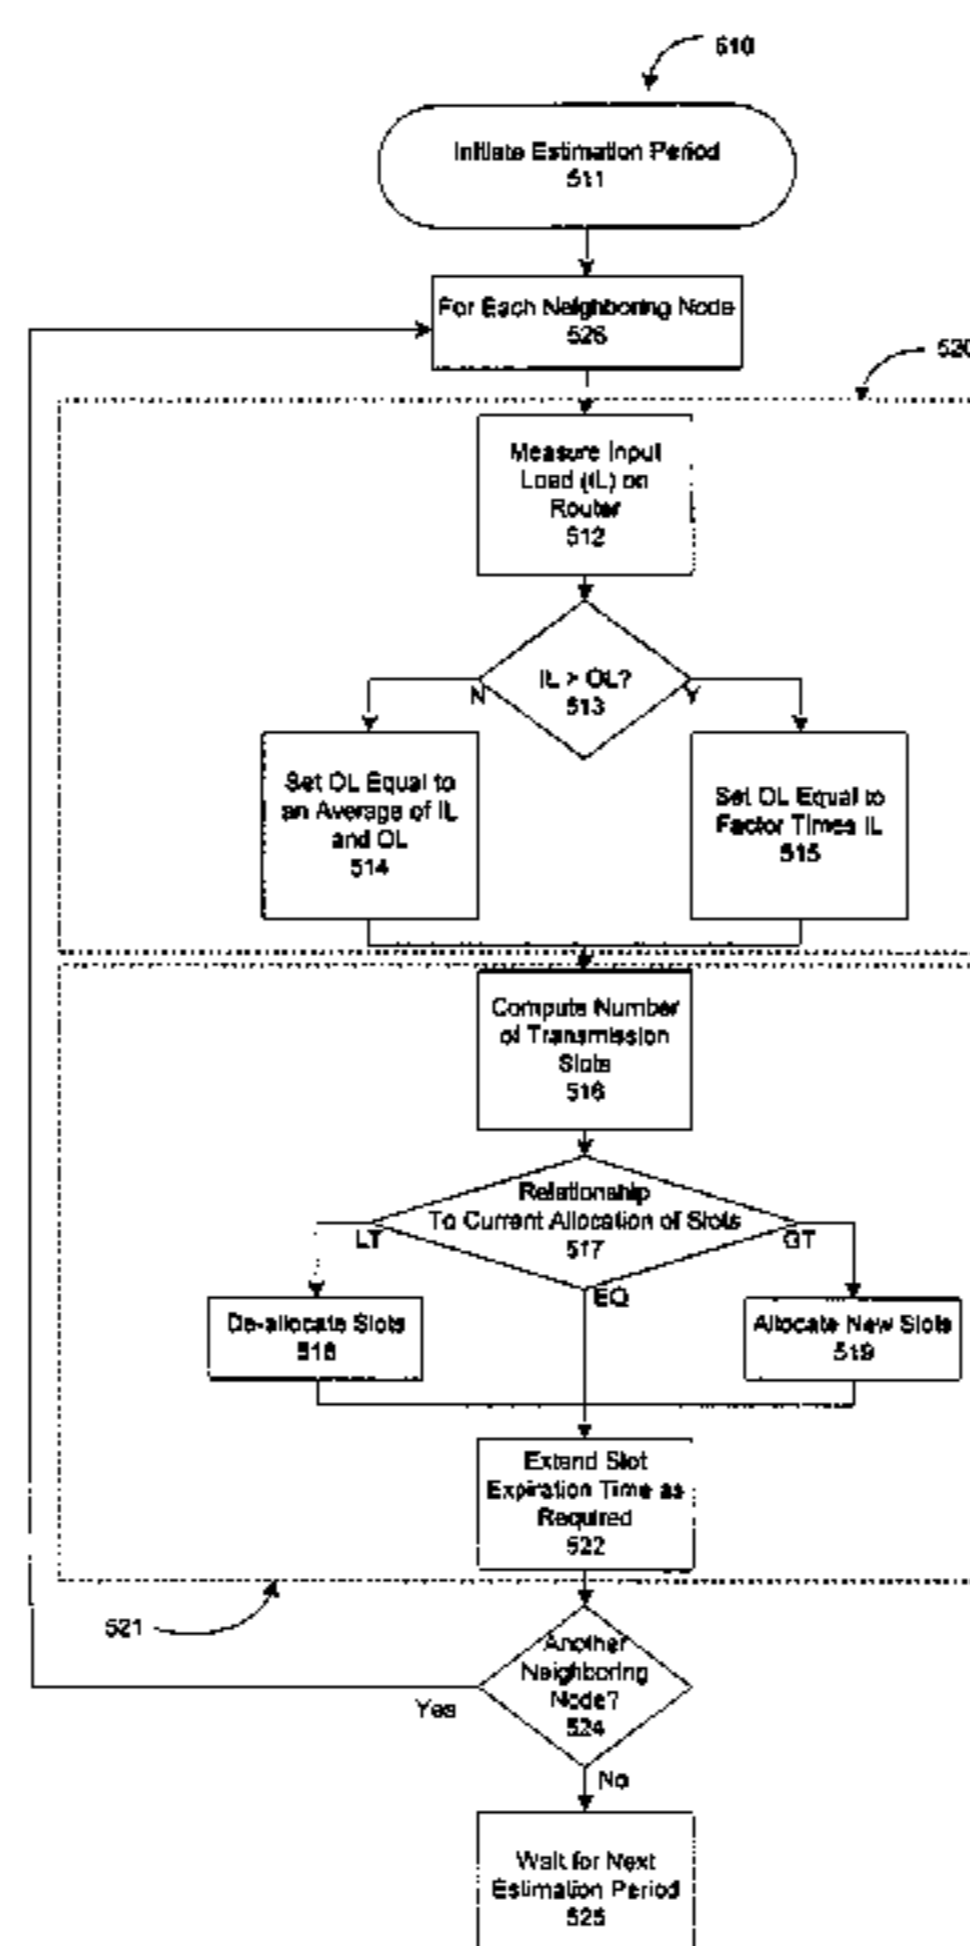 510
Initiate Estimation Period
511
For Each Neighboring Node
526
520
Measure Input
Load (IL) on
Router
512
IL > OL?
513
N
Y
Set OL Equal to
an Average of IL
and OL
514
Set OL Equal to
Factor Times IL
515
Compute Number
of Transmission
Slots
516
Relationship
To Current Allocation of Slots
517
LT
GT
EQ
De-allocate Slots
518
Allocate New Slots
519
Extend Slot
Expiration Time as
Required
522
521
Another
Neighboring
Node?
524
Yes
No
Wait for Next
Estimation Period
525